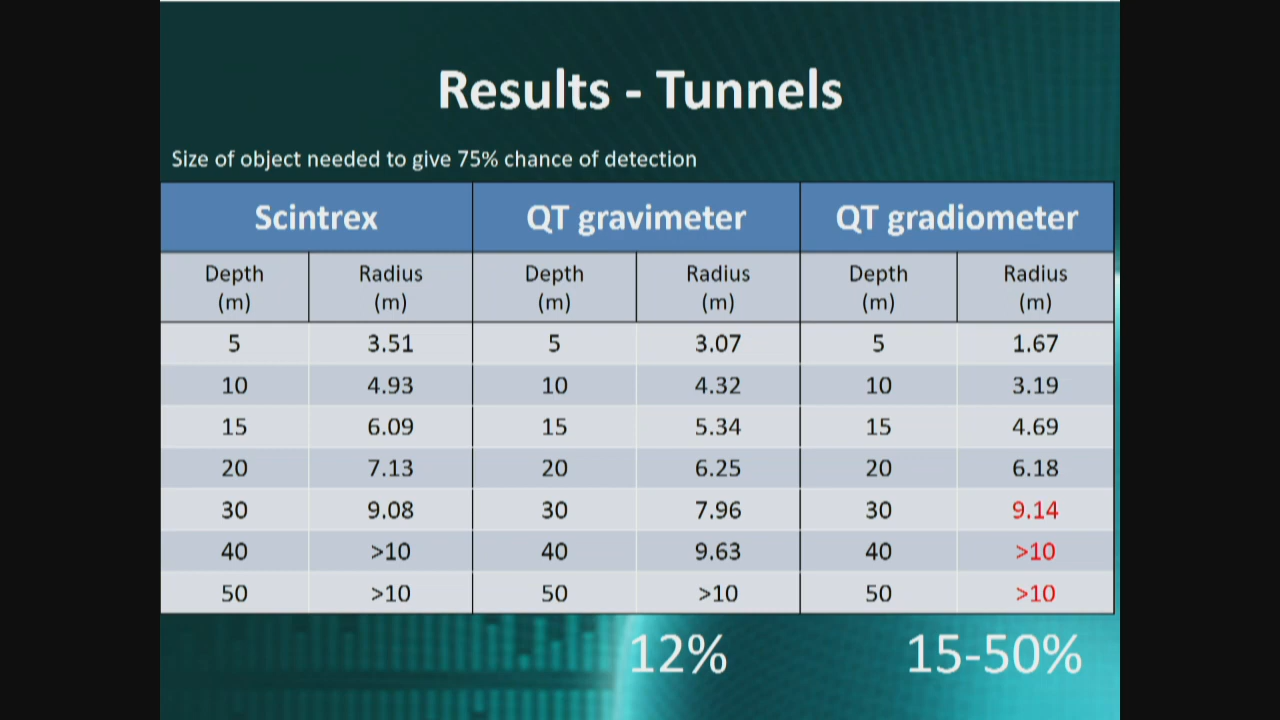 Results - Tunnels
Size of object needed to give 75% chance of detection
Scintrex QT gravimeter QT gradiometer
Depth (m) Radius (m) Depth (m) Radius (m) Depth (m) Radius (m)
5 3.51 5 3.07 5 1.67
10 4.93 10 4.32 10 3.19
15 6.09 15 5.34 15 4.69
20 7.13 20 6.25 20 6.18
30 9.08 30 7.96 30 9.14
40 >10 40 9.63 40 >10
50 >10 50 >10 50 >10
12% 15-50%